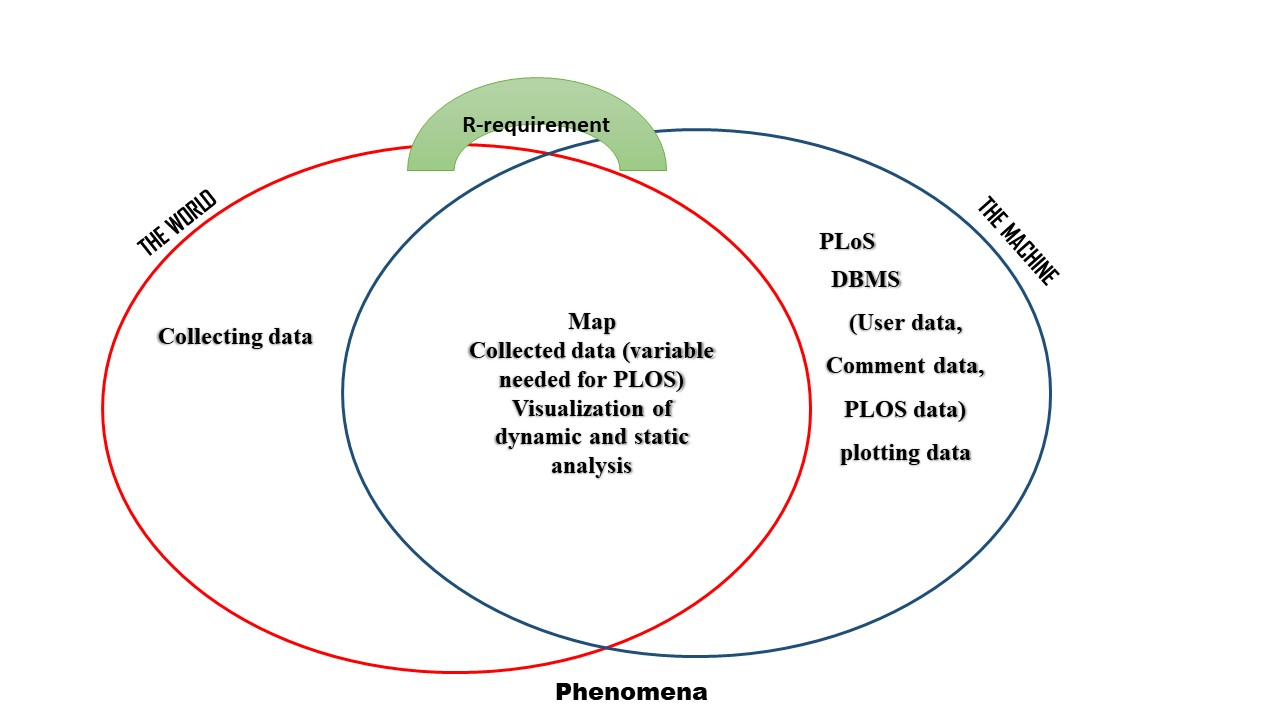 R-requirement
THE WORLD
THE MACHINE
Collecting data
Map
Collected data (variable
needed for PLOS)
Visualization of
dynamic and static
analysis
PLoS
DBMS
(User data,
Comment data,
PLOS data)
plotting data
Phenomena